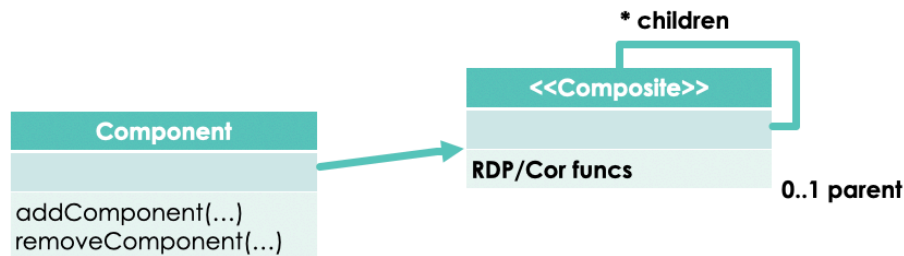 * children
<<Composite>>
Component
RDP/Cor funcs
0..1 parent
addComponent(...)
removeComponent(...)